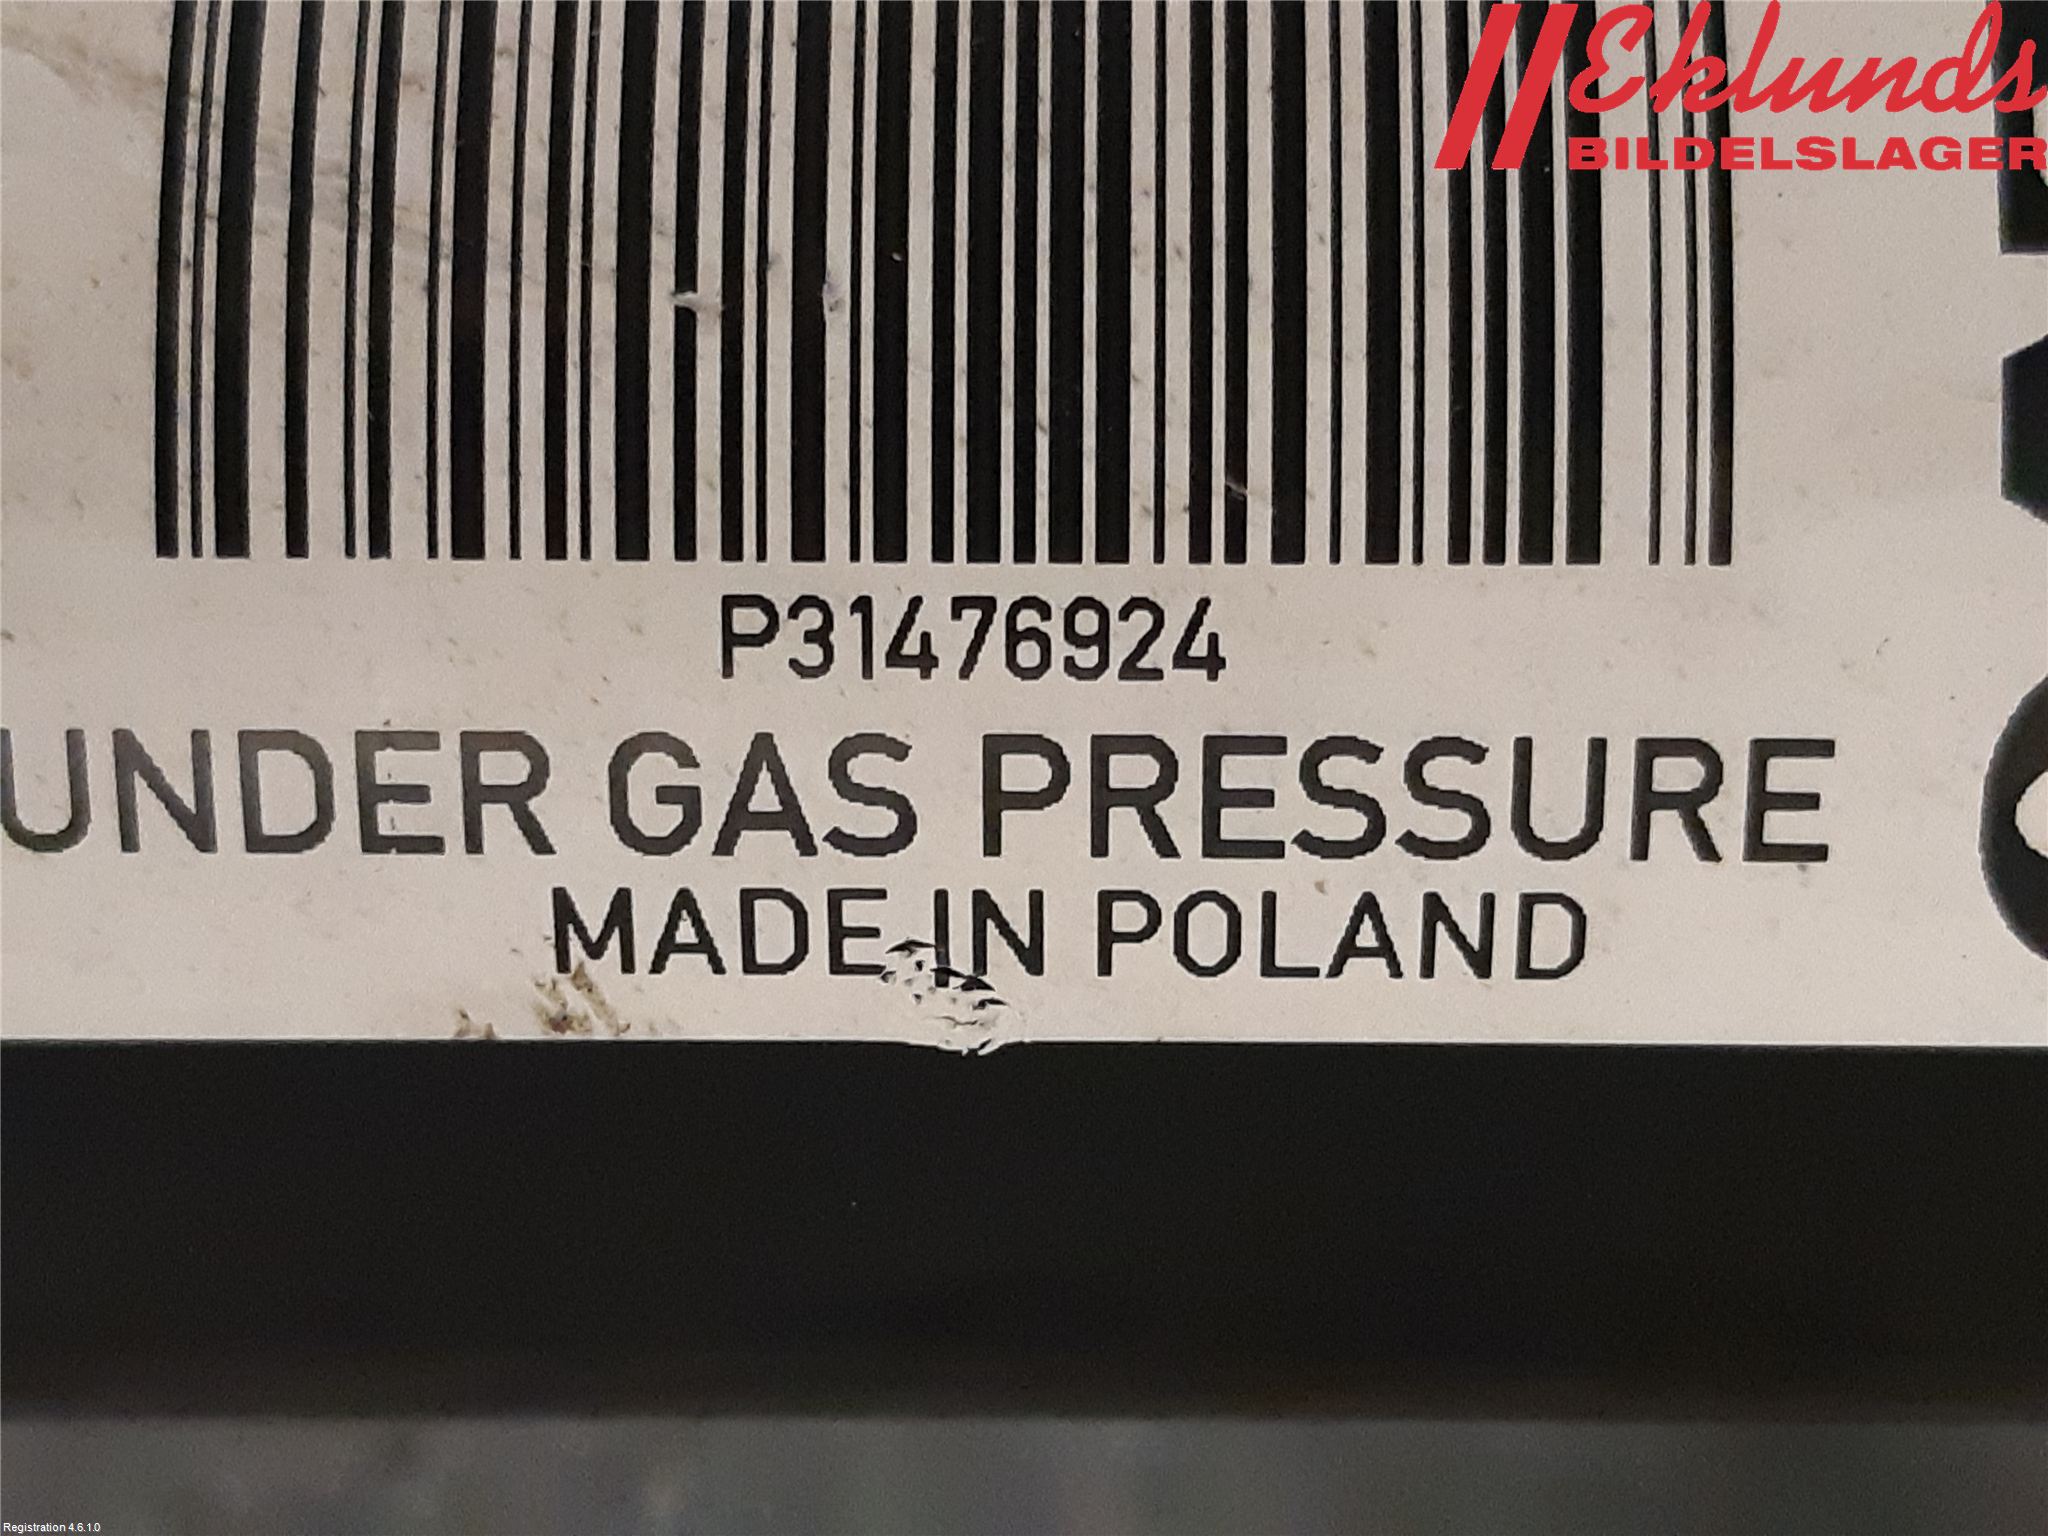 Eklunds
BILDELSLAGER
P31476924
UNDER GAS PRESSURE
MADE IN POLAND
Registration 4.6.1.0